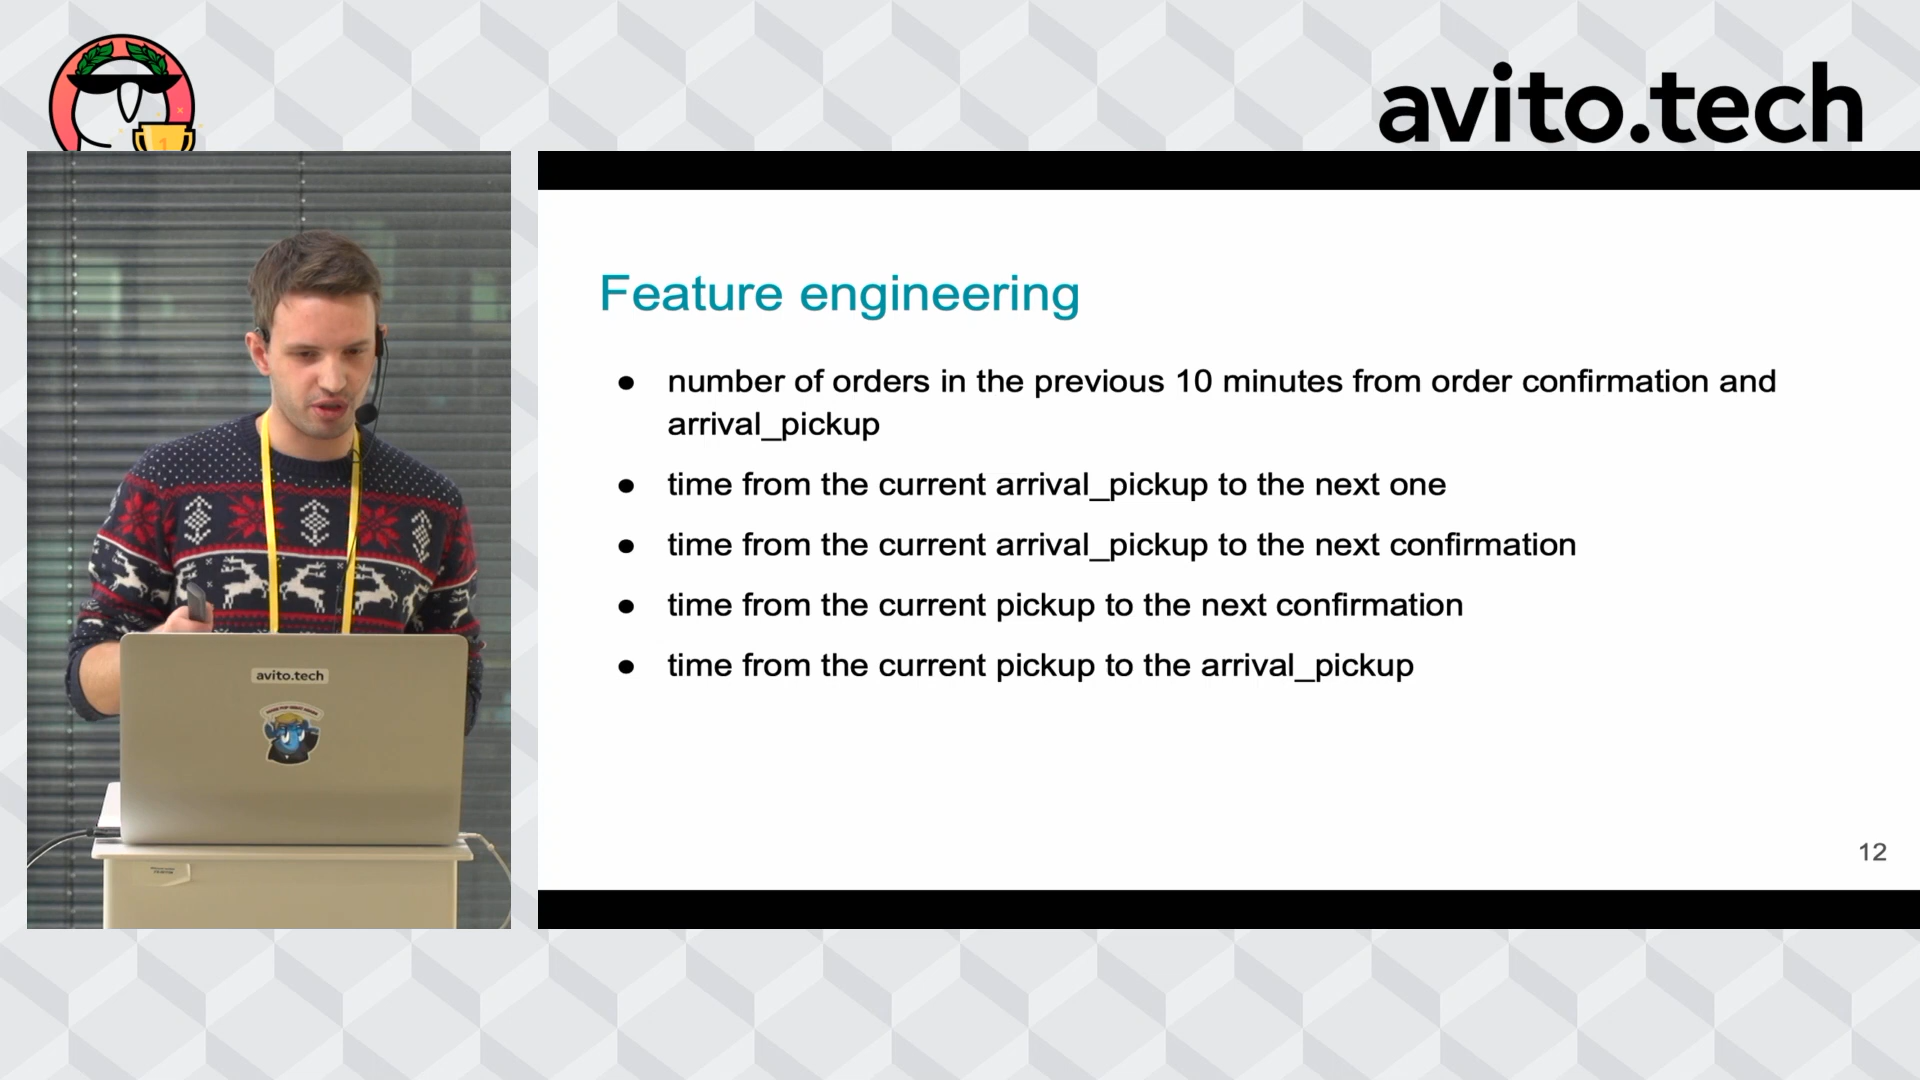 avito.tech
Feature engineering
● number of orders in the previous 10 minutes from order confirmation and
arrival_pickup
● time from the current arrival_pickup to the next one
● time from the current arrival_pickup to the next confirmation
● time from the current pickup to the next confirmation
● time from the current pickup to the arrival_pickup
12
avito.tech
1